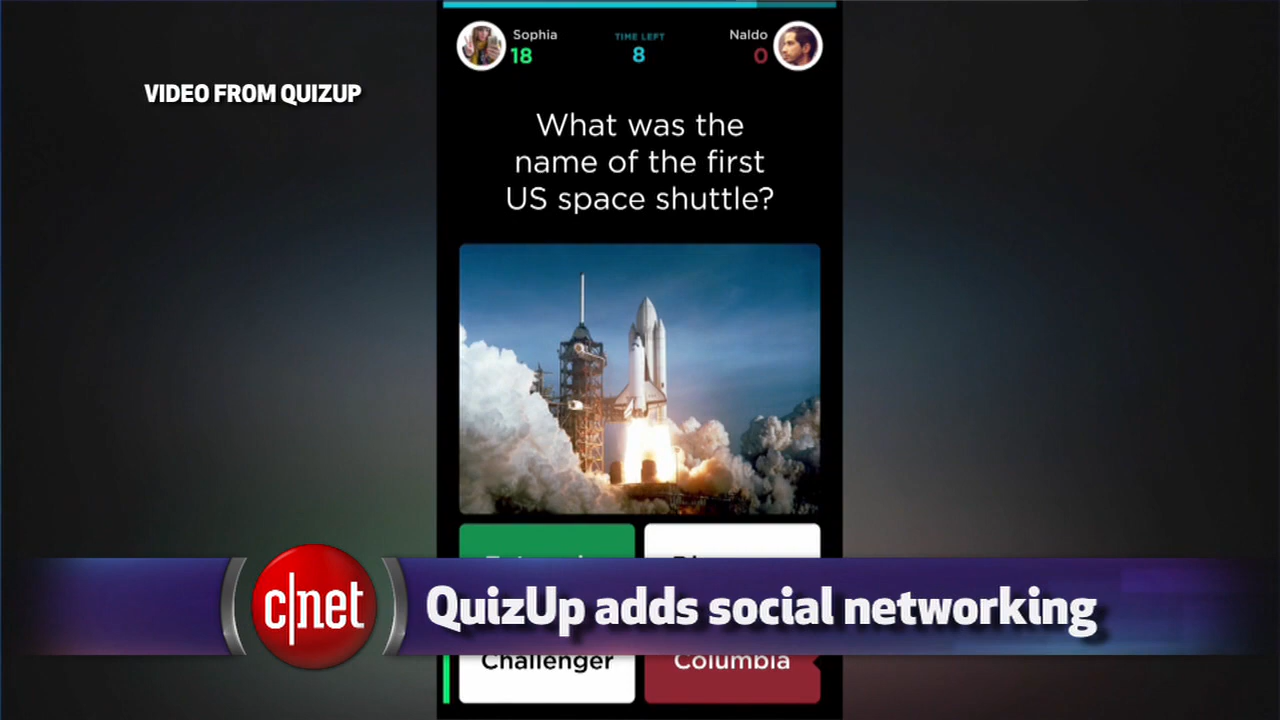 Sophia
18
TIME LEFT
8
Naldo
0
VIDEO FROM QUIZUP
What was the
name of the first
US space shuttle?
c|net
QuizUp adds social networking
Challenger
Columbia